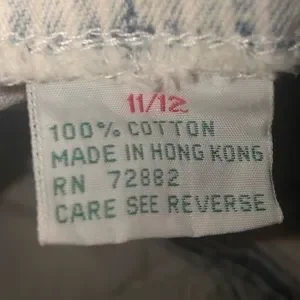 11/12
100% COTTON
MADE IN HONG KONG
RN 72882
CARE SEE REVERSE